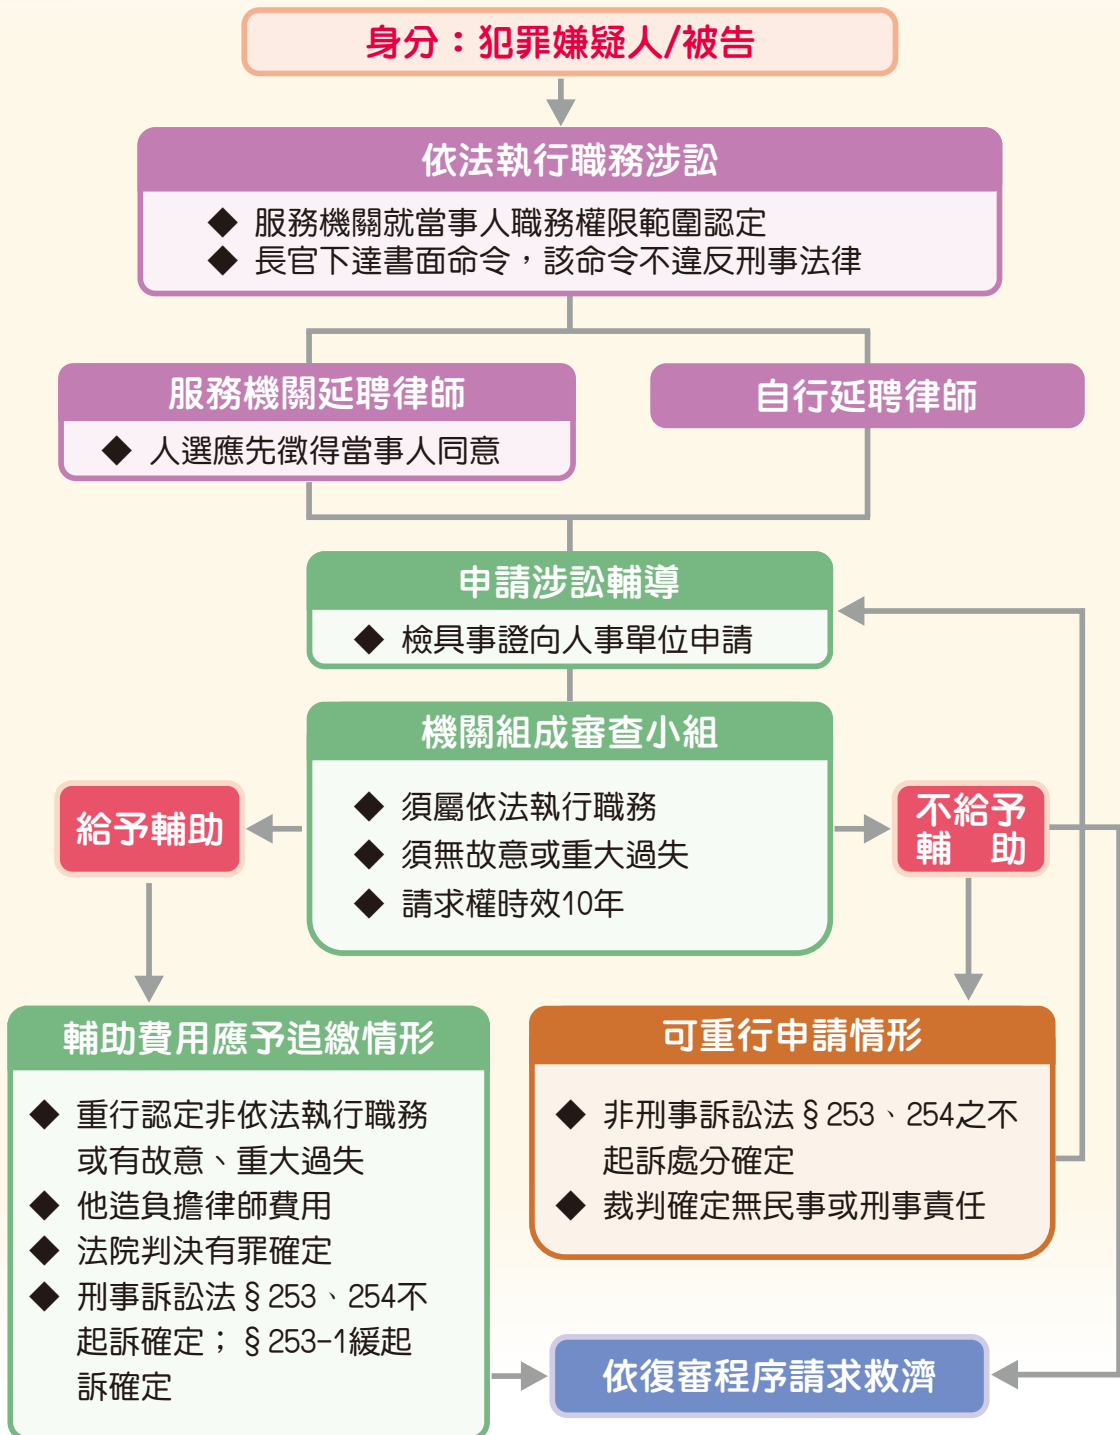 身分：犯罪嫌疑人/被告
依法執行職務涉訟
◆ 服務機關就當事人職務權限範圍認定
◆ 長官下達書面命令，該命令不違反刑事法律
服務機關延聘律師
◆ 人選應先徵得當事人同意
自行延聘律師
申請涉訟輔導
◆ 檢具事證向人事單位申請
機關組成審查小組
◆ 須屬依法執行職務
◆ 須無故意或重大過失
◆ 請求權時效10年
給予輔助
不給予
輔助
輔助費用應予追繳情形
◆ 重行認定非依法執行職務
或有故意、重大過失
◆ 他造負擔律師費用
◆ 法院判決有罪確定
◆ 刑事訴訟法§253、254不
起訴確定；§253-1緩起
訴確定
可重行申請情形
◆ 非刑事訴訟法§253、254之不
起訴處分確定
◆ 裁判確定無民事或刑事責任
依復審程序請求救濟